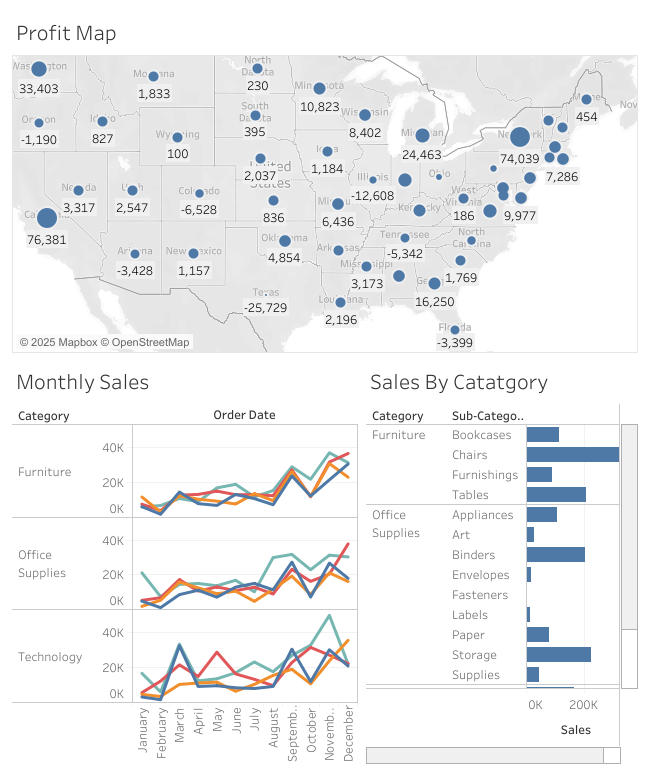 Profit Map
Washington
33,403
Montana
1,833
North
Dakota
230
Minnesota
10,823
Maine
454
Nov
Oregon
-1,190
Idaho
827
Wyoming
100
South
Dakota
395
Wisconsin
8,402
Michigan
24,463
New York
74,039
Iowa
1,184
United
States
2,037
Nevada
3,317
Utah
2,547
Colorado
-6,528
836
Illinois
-12,608
Ohio
7,286
Missouri
6,436
Kentucky
West
Virginia
186
9,977
California
76,381
Arizona
-3,428
New Mexico
1,157
Oklahoma
4,854
Arkansas
Tennessee
-5,342
North
Carolina
1,769
Mississippi
3,173
Georgia
16,250
Texas
-25,729
Louisiana
2,196
Florida
-3,399
© 2025 Mapbox © OpenStreetMap
Monthly Sales
Category
Order Date
Furniture
40K
20K
0K
Office
Supplies
40K
20K
0K
Technology
40K
20K
0K
January
February
March
April
May
June
July
August
Septemb..
October
Novemb..
December
Sales By Catatgory
Category
Sub-Catego..
Furniture
Bookcases
Chairs
Furnishings
Tables
Office
Supplies
Appliances
Art
Binders
Envelopes
Fasteners
Labels
Paper
Storage
Supplies
0K
200K
Sales